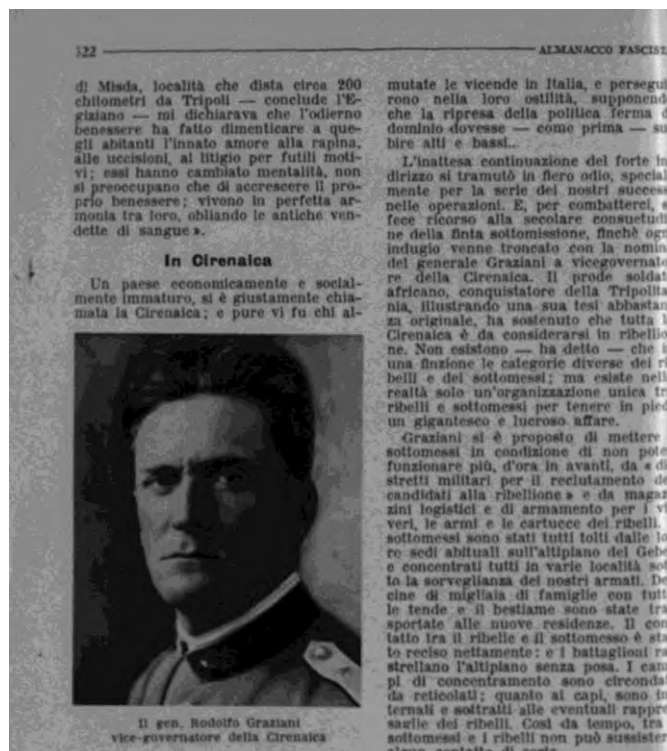 522
ALMANACCO FASCIST
di Misda, località che dista circa 200
chilometri da Tripoli — conclude l'E-
giziano — mi dichiarava che l'odierno
benessere ha fatto dimenticare a que-
gli abitanti l'innato amore alla rapina,
alle uccisioni, al litigio per futili moti-
vi; essi hanno cambiato mentalità, non
si preoccupano che di accrescere il pro-
prio benessere; vivono in perfetta ar-
monia tra loro, obliando le antiche ven-
dette di sangue ».
In Cirenaica
Un paese economicamente e social-
mente immaturo, si è giustamente chia-
mata la Cirenaica; e pure vi fu chi al-
Il gen. Rodolfo Graziani
vice-governatore della Cirenaica
mutate le vicende in Italia, e persegui
rono nella loro ostilità, supponend
che la ripresa della politica ferma d
dominio dovesse — come prima — su
bire alti e bassi...
L'inattesa continuazione del forte in
dirizzo si tramutò in fiero odio, special
mente per la serie dei nostri success
nelle operazioni. E, per combatterci, s
fece ricorso alla secolare consuetud
ne della finta sottomissione, finchè ogn
indugio venne troncato con la nomin
del generale Graziani a vicegovernato
re della Cirenaica. Il prode soldat
africano, conquistatore della Tripolita
nia, illustrando una sua tesi abbastan
za originale, ha sostenuto che tutta l
Cirenaica è da considerarsi in ribellio
ne. Non esistono — ha detto — che i
una finzione le categorie diverse dei ri
belli e dei sottomessi; ma esiste nell
realtà solo un'organizzazione unica tr
ribelli e sottomessi per tenere in pied
un gigantesco e lucroso affare.
Graziani si è proposto di mettere i
sottomessi in condizione di non pote
funzionare più, d'ora in avanti, da « di
stretti militari per il reclutamento de
candidati alla ribellione » e da magaz
zini logistici e di armamento per i vi
veri, le armi e le cartucce dei ribelli. I
sottomessi sono stati tutti tolti dalle lo
ro sedi abituali sull'altipiano del Gebe
e concentrati tutti in varie località sot
to la sorveglianza dei nostri armati. De
cine di migliaia di famiglie con tutt
le tende e il bestiame sono state tra
sportate alle nuove residenze. Il con
tatto tra il ribelle e il sottomesso è sta
to reciso nettamente: e i battaglioni ra
strellano l'altipiano senza posa. I cam
pi di concentramento sono circondat
da reticolati; quanto ai capi, sono in
ternati e sottratti alle eventuali rappre
saglie dei ribelli. Così da tempo, tra i
sottomessi e i ribelli non può sussiste